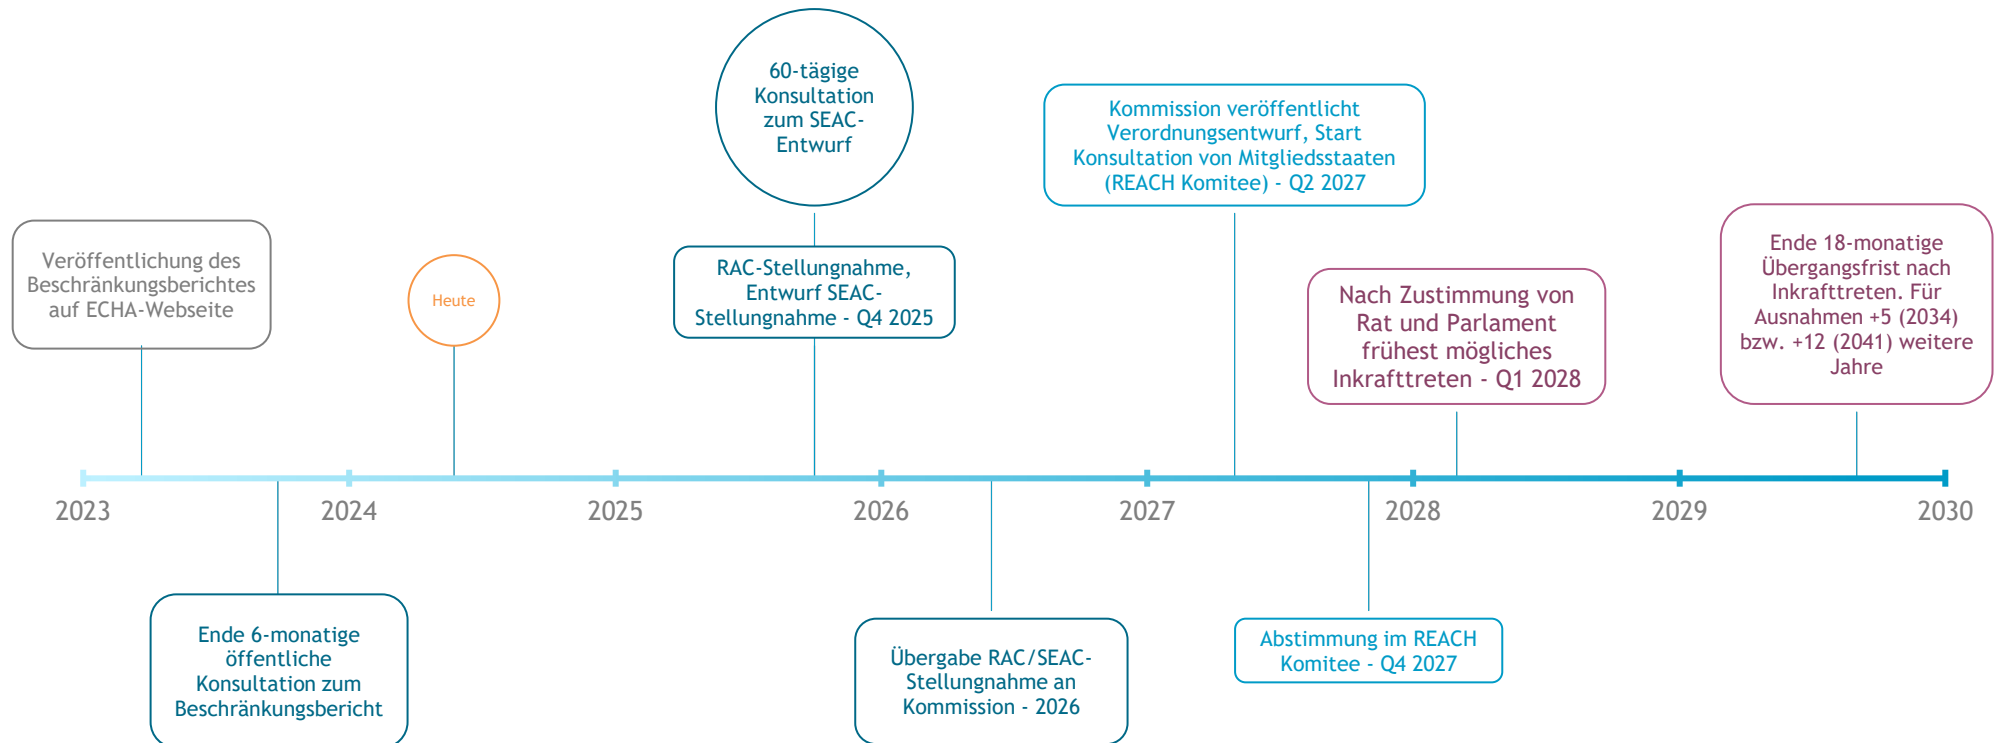 60-tägige
Konsultation
zum SEAC-
Entwurf
Kommission veröffentlicht
Verordnungsentwurf, Start
Konsultation von Mitgliedsstaaten
(REACH Komitee) - Q2 2027
Veröffentlichung des
Beschränkungsberichtes
auf ECHA-Webseite
Heute
RAC-Stellungnahme,
Entwurf SEAC-
Stellungnahme - Q4 2025
Nach Zustimmung von
Rat und Parlament
frühest mögliches
Inkrafttreten - Q1 2028
Ende 18-monatige
Übergangsfrist nach
Inkrafttreten. Für
Ausnahmen +5 (2034)
bzw. +12 (2041) weitere
Jahre
2023
2024
2025
2026
2027
2028
2029
2030
Ende 6-monatige
öffentliche
Konsultation zum
Beschränkungsbericht
Übergabe RAC/SEAC-
Stellungnahme an
Kommission - 2026
Abstimmung im REACH
Komitee - Q4 2027